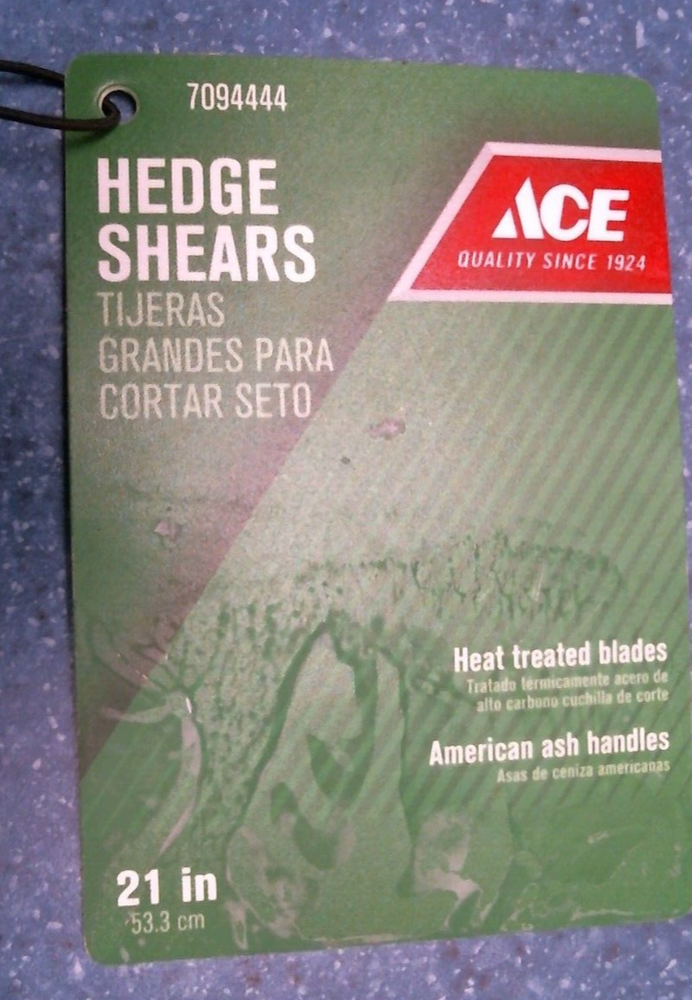 7094444
HEDGE
SHEARS
TIJERAS
GRANDES PARA
CORTAR SETO
ACE
QUALITY SINCE 1924
Heat treated blades
Tratado térmicamente acero de
alto carbono cuchilla de corte
American ash handles
Asas de ceniza americanas
21 in
53.3 cm